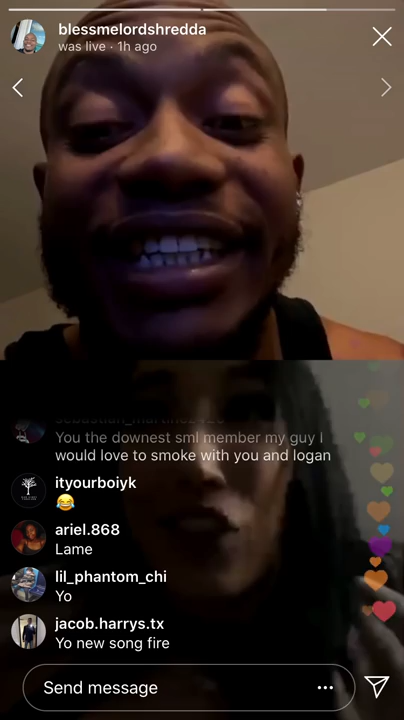 blessmelordshredda
was live · 1h ago
You the downest sml member my guy I
would love to smoke with you and logan
ityourboiyk
😂
ariel.868
Lame
lil_phantom_chi
Yo
jacob.harrys.tx
Yo new song fire
Send message